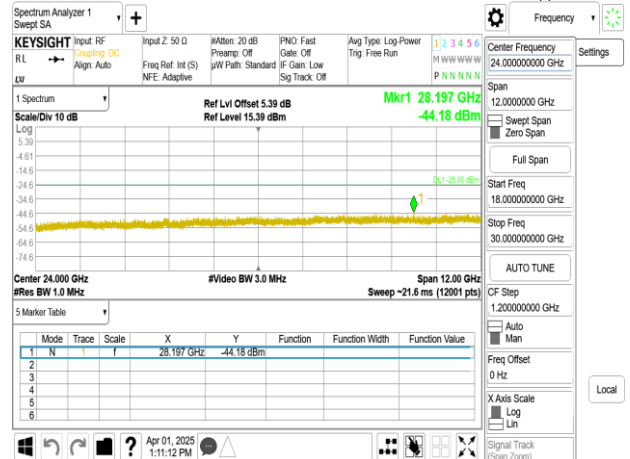 Spectrum Analyzer 1
Swept SA
Frequency
KEYSIGHT
RL
Input: RF
Coupling: DC
Align: Auto
Input Z: 50 Ω
Freq Ref: Int (S)
NFE: Adaptive
#Atten: 20 dB
Preamp: Off
µW Path: Standard
PNO: Fast
Gate: Off
IF Gain: Low
Sig Track: Off
Avg Type: Log-Power
Trig: Free Run
1 2 3 4 5 6
M W W W W W
P N N N N N
Center Frequency
24.000000000 GHz
Settings
Span
12.0000000 GHz
Swept Span
Zero Span
Full Span
Start Freq
18.000000000 GHz
Stop Freq
30.000000000 GHz
AUTO TUNE
CF Step
1.200000000 GHz
Auto
Man
Freq Offset
0 Hz
X Axis Scale
Log
Lin
Local
Signal Track
(Span Zoom)
1 Spectrum
Scale/Div 10 dB
Ref Lvl Offset 5.39 dB
Ref Level 15.39 dBm
Mkr1 28.197 GHz
-44.18 dBm
Log
5.39
-4.61
-14.6
-24.6
-34.6
-44.6
-54.6
-64.6
-74.6
DL1 -25.00 dBm
1
Center 24.000 GHz
#Res BW 1.0 MHz
#Video BW 3.0 MHz
Span 12.00 GHz
Sweep ~21.6 ms (12001 pts)
5 Marker Table
Mode Trace Scale X Y Function Function Width Function Value
1 N 1 f 28.197 GHz -44.18 dBm
2
3
4
5
6
? Apr 01, 2025
1:11:12 PM